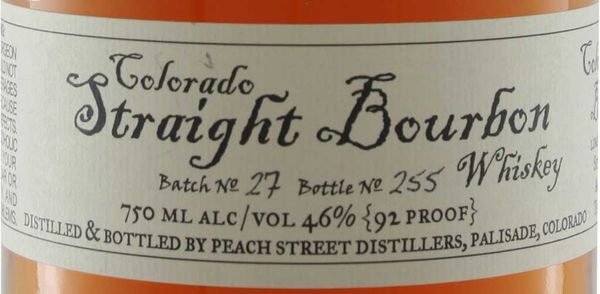 Colorado
Straight Bourbon
Whiskey
Batch № 27 Bottle № 255
750 ML ALC/VOL 46% {92 PROOF}
DISTILLED & BOTTLED BY PEACH STREET DISTILLERS, PALISADE, COLORADO